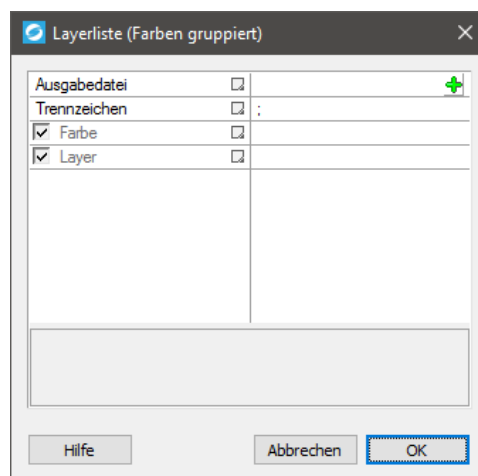 Layerliste (Farben gruppiert)
Ausgabedatei
Trennzeichen ;
Farbe
Layer
Hilfe Abbrechen OK